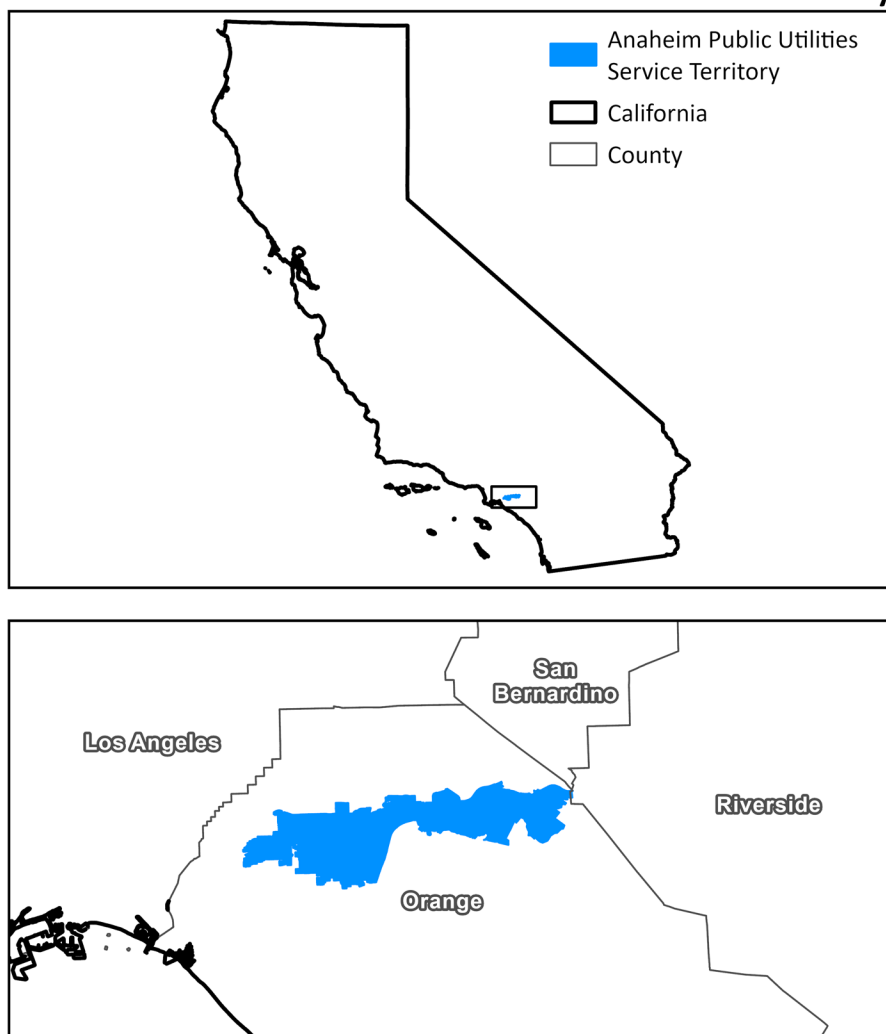 Anaheim Public Utilities
Service Territory
California
County
San
Bernardino
Los Angeles
Riverside
Orange